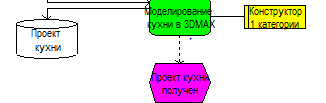 Моделирование
кухни в 3DMAX
Конструктор
1 категории
Проект
кухни
Проект кухни
получен